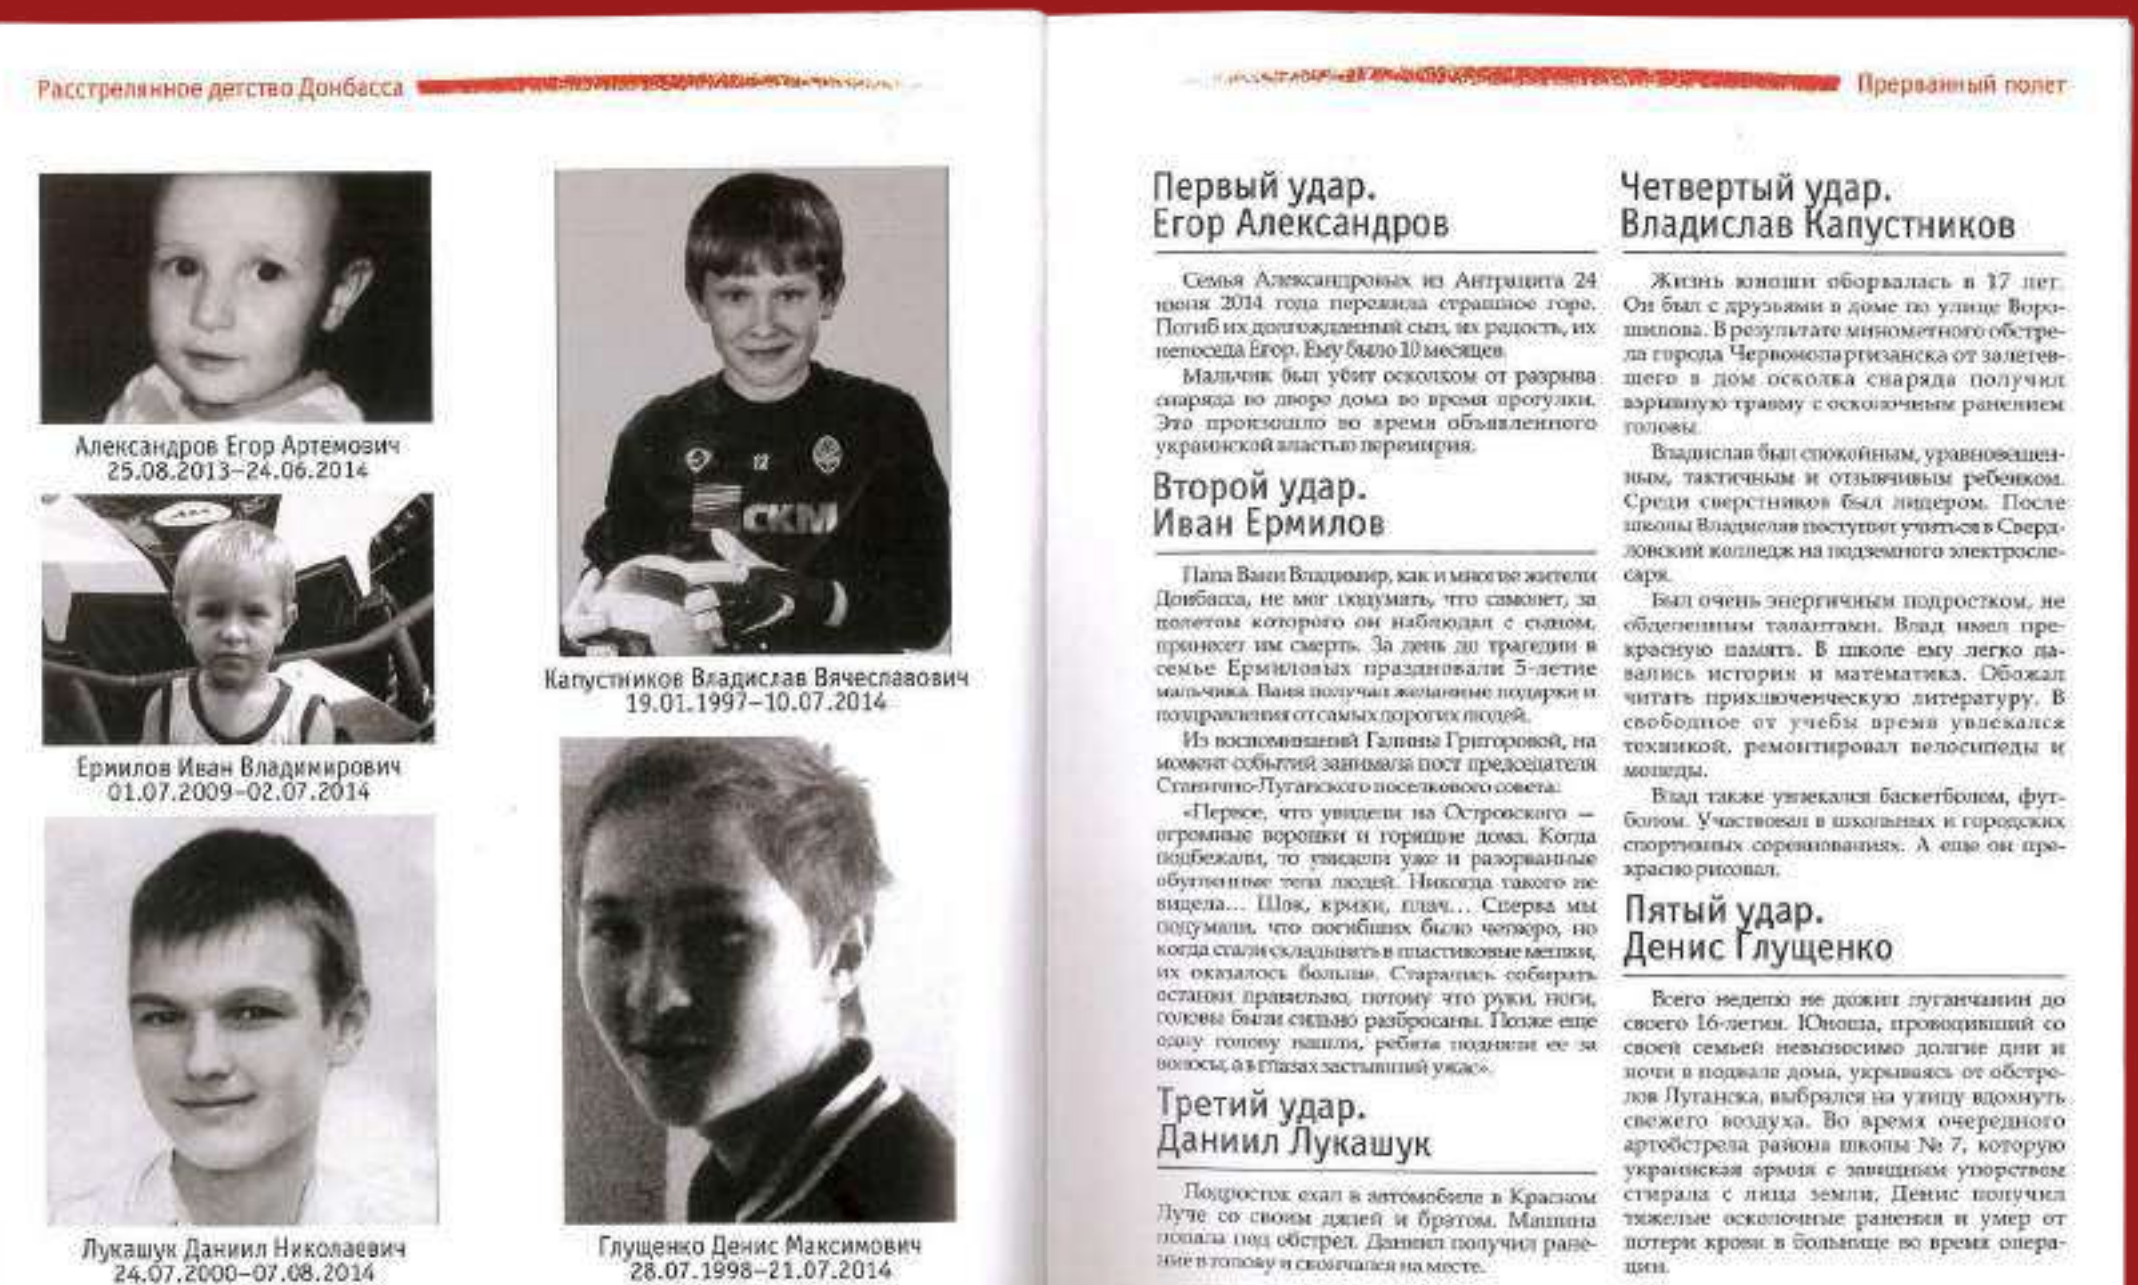 Расстрелянное детство Донбасса
Александров Егор Артемович
25.08.2013–24.06.2014
Ермилов Иван Владимирович
01.07.2009–02.07.2014
Лукашук Даниил Николаевич
24.07.2000–07.08.2014
12
СКМ
Капустников Владислав Вячеславович
19.01.1997–10.07.2014
Глущенко Денис Максимович
28.07.1998–21.07.2014
Прерванный полет
Первый удар.
Егор Александров
Семья Александровых из Антрацита 24
июня 2014 года пережила страшное горе.
Погиб их долгожданный сын, их радость, их
непоседа Егор. Ему было 10 месяцев.
Мальчик был убит осколком от разрыва
снаряда во дворе дома во время прогулки.
Это произошло во время объявленного
украинской властью перемирия.
Второй удар.
Иван Ермилов
Папа Вани Владимир, как и многие жители
Донбасса, не мог подумать, что самолет, за
полетом которого он наблюдал с сыном,
принесет им смерть. За день до трагедии в
семье Ермиловых праздновали 5-летие
мальчика. Ваня получал желанные подарки и
поздравления от самых дорогих людей.
Из воспоминаний Галины Григоровой, на
момент событий занимала пост председателя
Станично-Луганского поселкового совета:
«Первое, что увидели на Островского —
огромные воронки и горящие дома. Когда
подбежали, то увидели уже и разорванные
обугленные тела людей. Никогда такого не
видела... Шок, крики, плач... Сперва мы
подумали, что погибших было четверо, но
когда стали складывать в пластиковые мешки,
их оказалось больше. Старались собирать
останки правильно, потому что руки, ноги,
головы были сильно разбросаны. Позже еще
одну голову нашли, ребята подняли ее за
волосы, а в глазах застывший ужас».
Третий удар.
Даниил Лукашук
Подросток ехал в автомобиле в Красном
Луче со своим дядей и братом. Машина
попала под обстрел. Даниил получил ране-
ние в голову и скончался на месте.
Четвертый удар.
Владислав Капустников
Жизнь юноши оборвалась в 17 лет.
Он был с друзьями в доме по улице Воро-
шилова. В результате минометного обстре-
ла города Червонопартизанска от залетев-
шего в дом осколка снаряда получил
взрывную травму с осколочным ранением
головы.
Владислав был спокойным, уравновешен-
ным, тактичным и отзывчивым ребенком.
Среди сверстников был лидером. После
школы Владислав поступил учиться в Сверд-
ловский колледж на подземного электросле-
саря.
Был очень энергичным подростком, не
обделенным талантами. Влад имел пре-
красную память. В школе ему легко да-
вались история и математика. Обожал
читать приключенческую литературу. В
свободное от учебы время увлекался
техникой, ремонтировал велосипеды и
мопеды.
Влад также увлекался баскетболом, фут-
болом. Участвовал в школьных и городских
спортивных соревнованиях. А еще он пре-
красно рисовал.
Пятый удар.
Денис Глущенко
Всего неделю не дожил луганчанин до
своего 16-летия. Юноша, проводивший со
своей семьей невыносимо долгие дни и
ночи в подвале дома, укрываясь от обстре-
лов Луганска, выбрался на улицу вдохнуть
свежего воздуха. Во время очередного
артобстрела района школы № 7, которую
украинская армия с завидным упорством
стирала с лица земли, Денис получил
тяжелые осколочные ранения и умер от
потери крови в больнице во время опера-
ции.